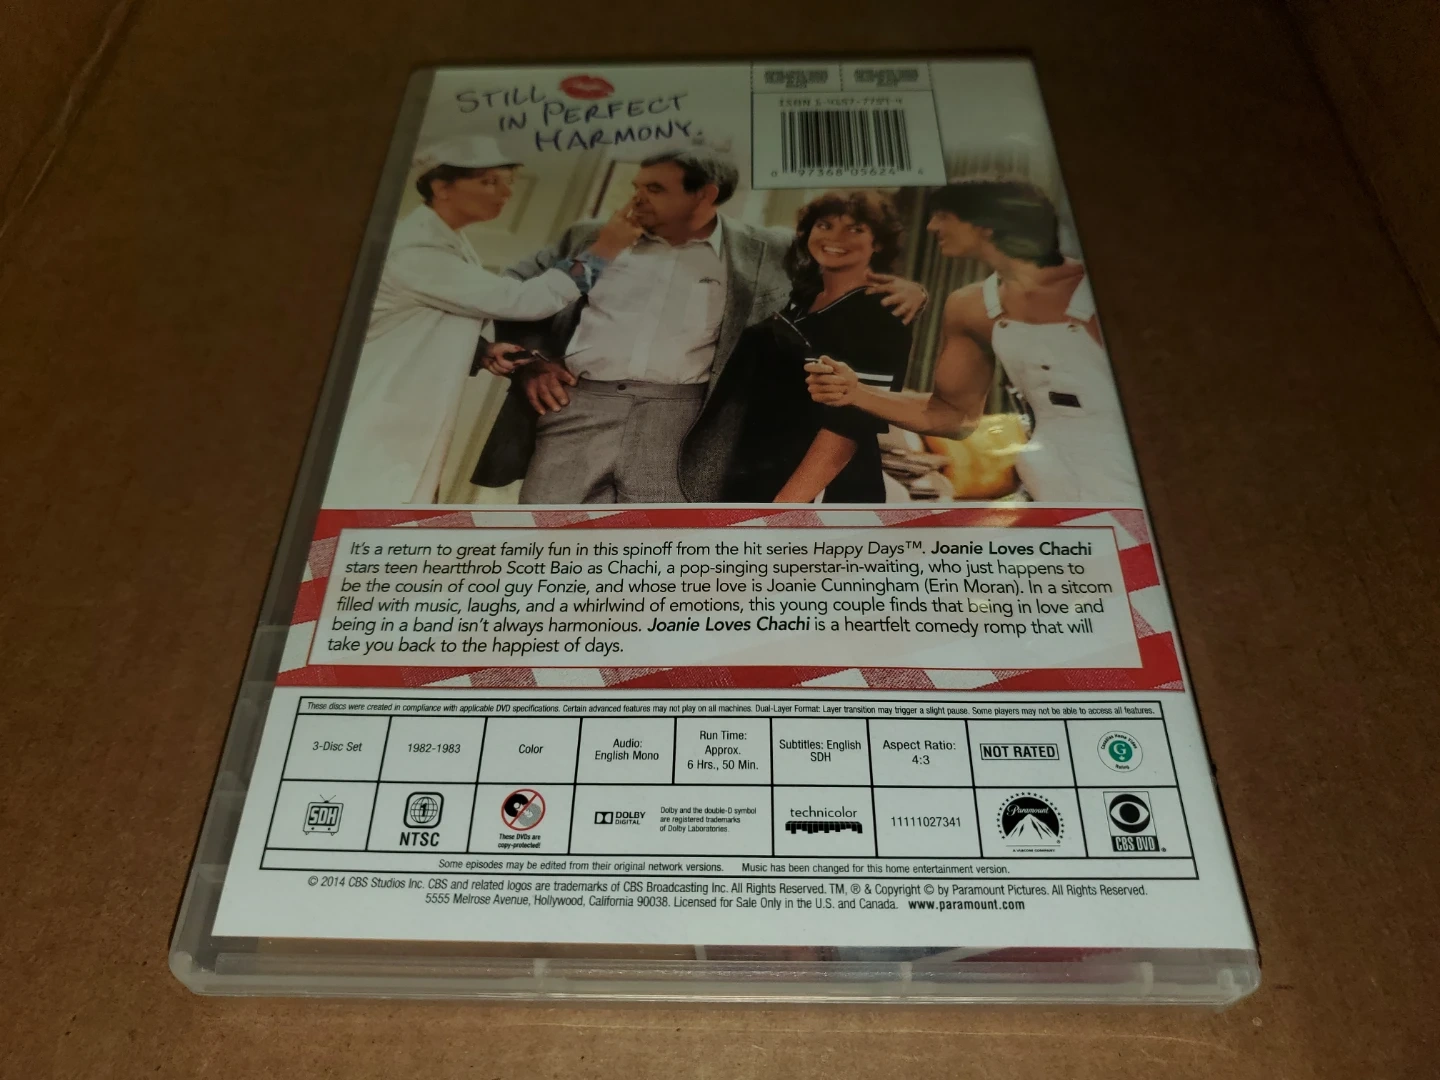 STILL
IN PERFECT
HARMONY.
0 97368 05624
It's a return to great family fun in this spinoff from the hit series Happy Days™. Joanie Loves Chachi
stars teen heartthrob Scott Baio as Chachi, a pop-singing superstar-in-waiting, who just happens to
be the cousin of cool guy Fonzie, and whose true love is Joanie Cunningham (Erin Moran). In a sitcom
filled with music, laughs, and a whirlwind of emotions, this young couple finds that being in love and
being in a band isn't always harmonious. Joanie Loves Chachi is a heartfelt comedy romp that will
take you back to the happiest of days.
These discs were created in compliance with applicable DVD specifications. Certain advanced features may not play on all machines. Dual-Layer Format: Layer transition may trigger a slight pause. Some players may not be able to access all features.
3-Disc Set
1982-1983
Color
Audio:
English Mono
Run Time:
Approx.
6 Hrs., 50 Min.
Subtitles: English
SDH
Aspect Ratio:
4:3
NOT RATED
G
SDH
1
NTSC
These DVDs are
copy-protected!
DOLBY
DIGITAL
Dolby and the double-D symbol
are registered trademarks
of Dolby Laboratories.
technicolor
11111027341
Paramount
A VIACOM COMPANY
CBS DVD
Some episodes may be edited from their original network versions. Music has been changed for this home entertainment version.
© 2014 CBS Studios Inc. CBS and related logos are trademarks of CBS Broadcasting Inc. All Rights Reserved. TM, ® & Copyright © by Paramount Pictures. All Rights Reserved.
5555 Melrose Avenue, Hollywood, California 90038. Licensed for Sale Only in the U.S. and Canada. www.paramount.com